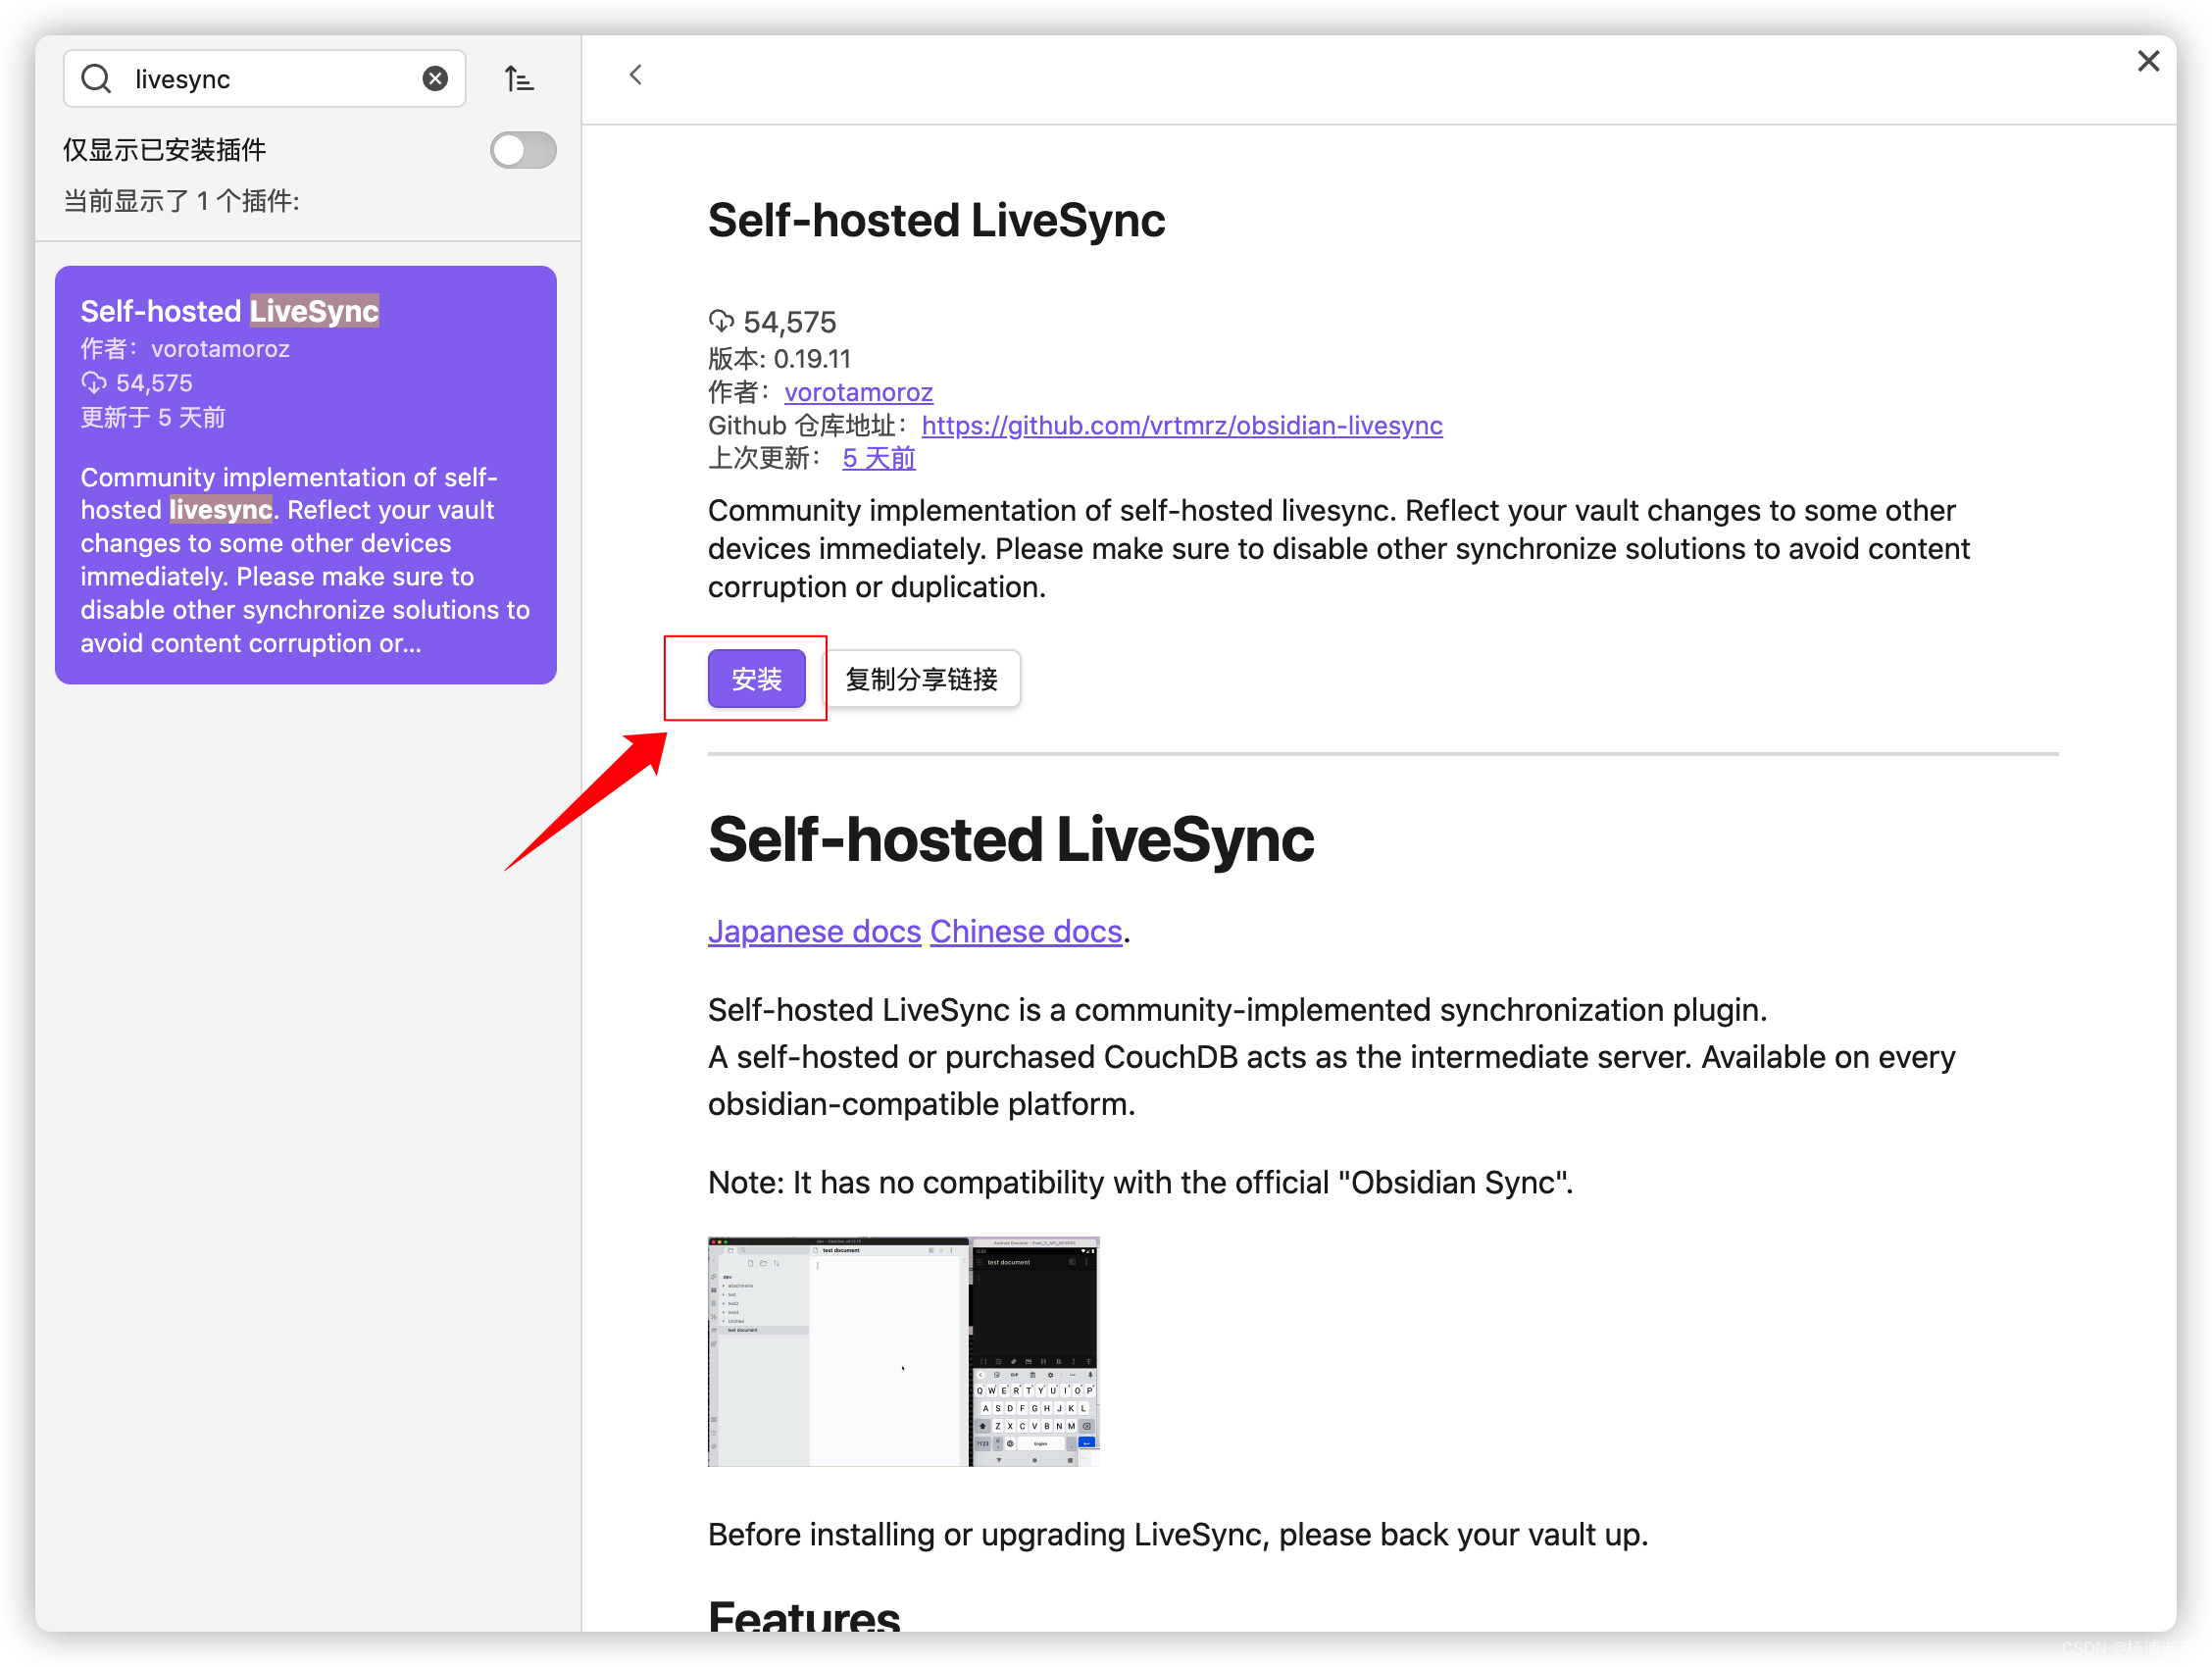 livesync
仅显示已安装插件
当前显示了 1 个插件:
Self-hosted LiveSync
作者：vorotamoroz
54,575
更新于 5 天前
Community implementation of self-
hosted livesync. Reflect your vault
changes to some other devices
immediately. Please make sure to
disable other synchronize solutions to
avoid content corruption or...
Self-hosted LiveSync
54,575
版本: 0.19.11
作者：vorotamoroz
Github 仓库地址：https://github.com/vrtmrz/obsidian-livesync
上次更新：5 天前
Community implementation of self-hosted livesync. Reflect your vault changes to some other
devices immediately. Please make sure to disable other synchronize solutions to avoid content
corruption or duplication.
安装
复制分享链接
Self-hosted LiveSync
Japanese docs Chinese docs.
Self-hosted LiveSync is a community-implemented synchronization plugin.
A self-hosted or purchased CouchDB acts as the intermediate server. Available on every
obsidian-compatible platform.
Note: It has no compatibility with the official "Obsidian Sync".
test document
test document
test document
Q W E R T Y U I O P
A S D F G H J K L
Z X C V B N M
Before installing or upgrading LiveSync, please back your vault up.
Features
CSDN